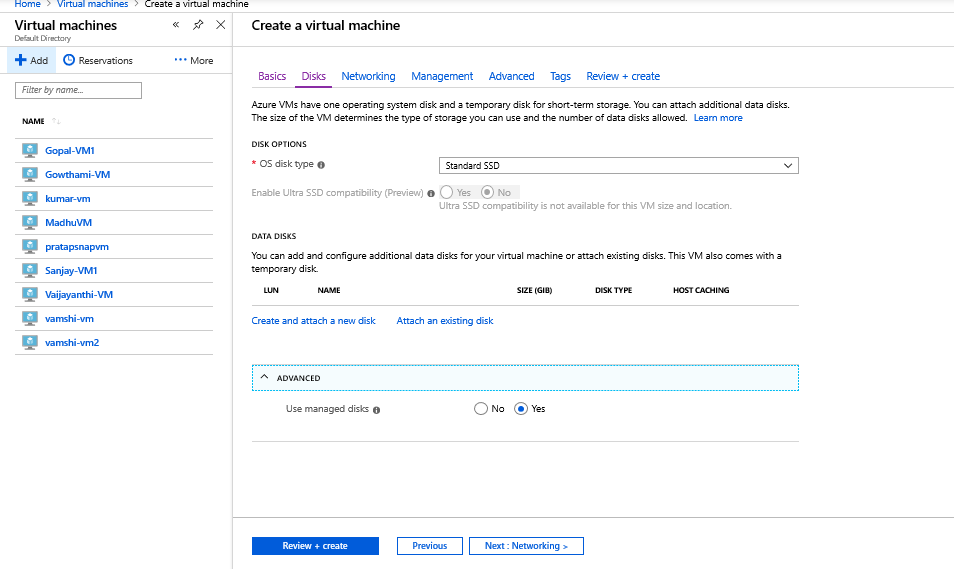 Home > Virtual machines > Create a virtual machine
Virtual machines
Default Directory
Add
Reservations
More
Filter by name...
NAME
Gopal-VM1
Gowthami-VM
kumar-vm
MadhuVM
pratapsnapvm
Sanjay-VM1
Vaijayanthi-VM
vamshi-vm
vamshi-vm2
Create a virtual machine
Basics Disks Networking Management Advanced Tags Review + create
Azure VMs have one operating system disk and a temporary disk for short-term storage. You can attach additional data disks.
The size of the VM determines the type of storage you can use and the number of data disks allowed. Learn more
DISK OPTIONS
* OS disk type Standard SSD
Enable Ultra SSD compatibility (Preview) Yes No
Ultra SSD compatibility is not available for this VM size and location.
DATA DISKS
You can add and configure additional data disks for your virtual machine or attach existing disks. This VM also comes with a
temporary disk.
LUN NAME SIZE (GIB) DISK TYPE HOST CACHING
Create and attach a new disk Attach an existing disk
ADVANCED
Use managed disks No Yes
Review + create Previous Next : Networking >